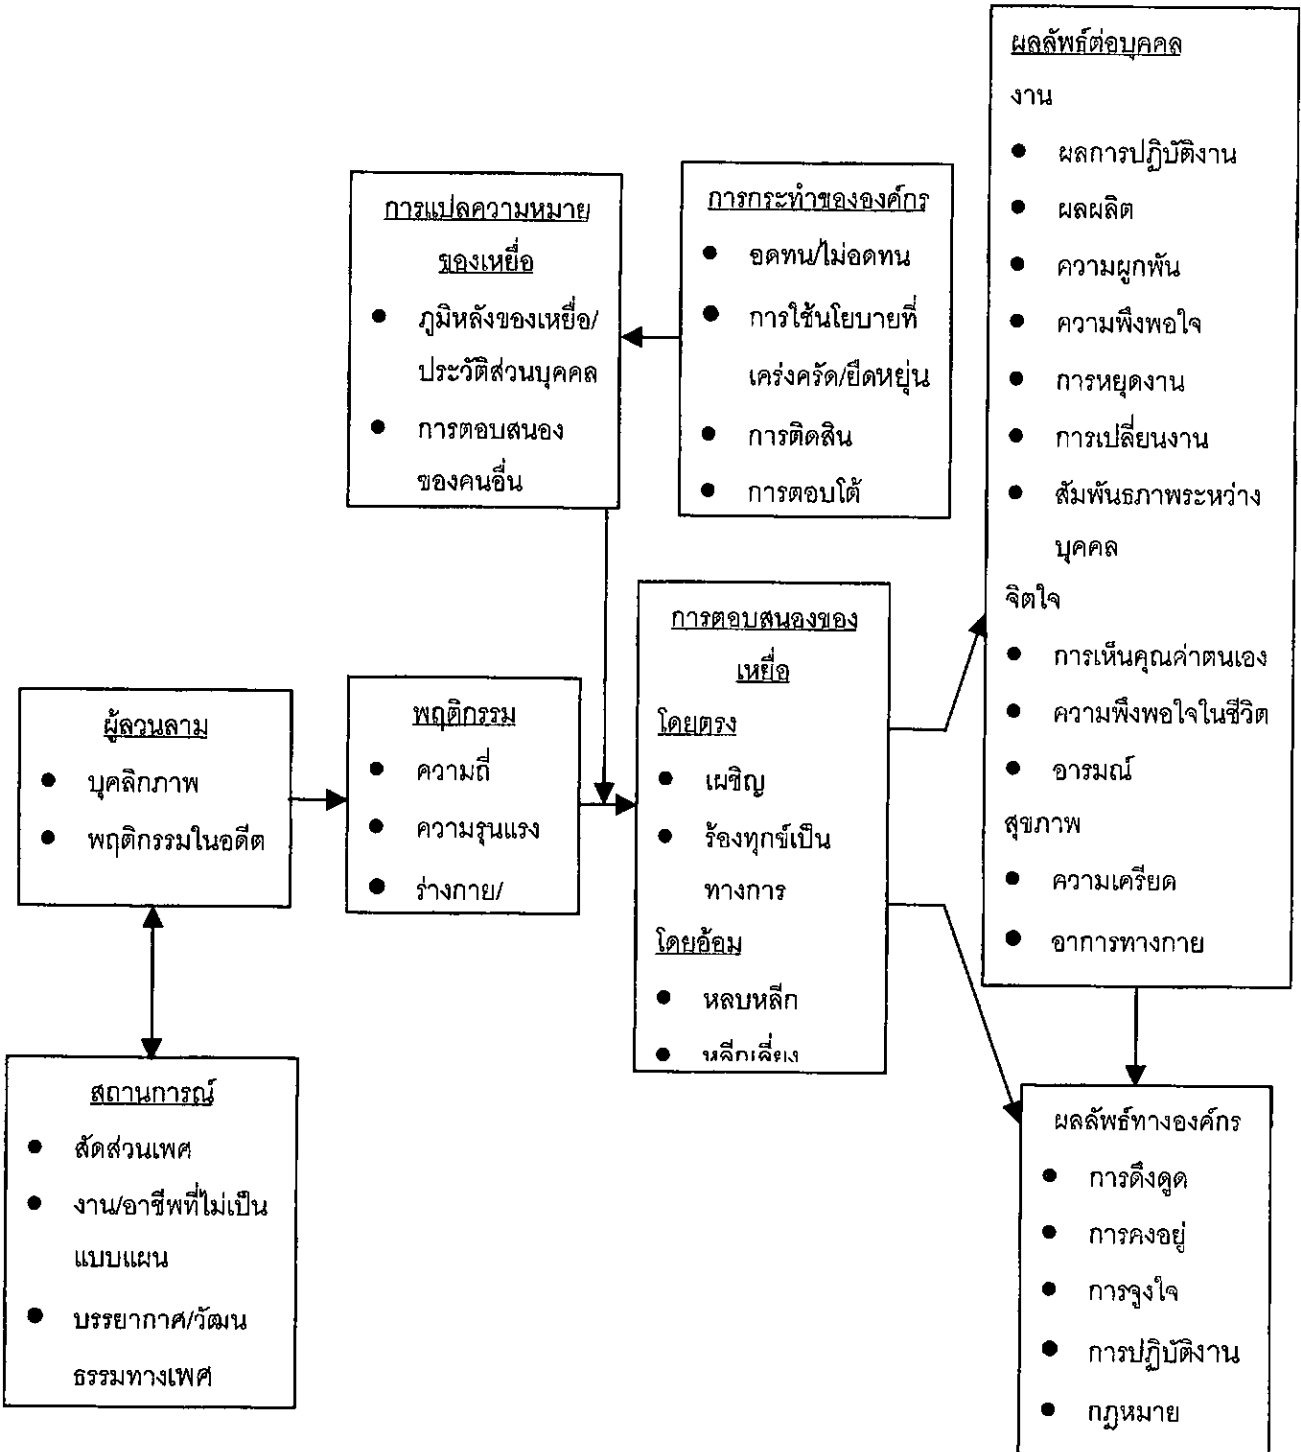 ผลลัพธ์ต่อบุคคล
งาน
● ผลการปฏิบัติงาน
● ผลผลิต
● ความผูกพัน
● ความพึงพอใจ
● การหยุดงาน
● การเปลี่ยนงาน
● สัมพันธภาพระหว่าง
บุคคล
จิตใจ
● การเห็นคุณค่าตนเอง
● ความพึงพอใจในชีวิต
● อารมณ์
สุขภาพ
● ความเครียด
● อาการทางกาย
การแปลความหมาย
ของเหยื่อ
● ภูมิหลังของเหยื่อ/
ประวัติส่วนบุคคล
● การตอบสนอง
ของคนอื่น
การกระทำขององค์กร
● อดทน/ไม่อดทน
● การใช้นโยบายที่
เคร่งครัด/ยืดหยุ่น
● การติดสิน
● การตอบโต้
ผู้ลวนลาม
● บุคลิกภาพ
● พฤติกรรมในอดีต
พฤติกรรม
● ความถี่
● ความรุนแรง
● ร่างกาย/
การตอบสนองของ
เหยื่อ
โดยตรง
● เผชิญ
● ร้องทุกข์เป็น
ทางการ
โดยอ้อม
● หลบหลีก
● หลีกเลี่ยง
สถานการณ์
● สัดส่วนเพศ
● งาน/อาชีพที่ไม่เป็น
แบบแผน
● บรรยากาศ/วัฒน
ธรรมทางเพศ
ผลลัพธ์ทางองค์กร
● การดึงดูด
● การคงอยู่
● การจูงใจ
● การปฏิบัติงาน
● กฎหมาย